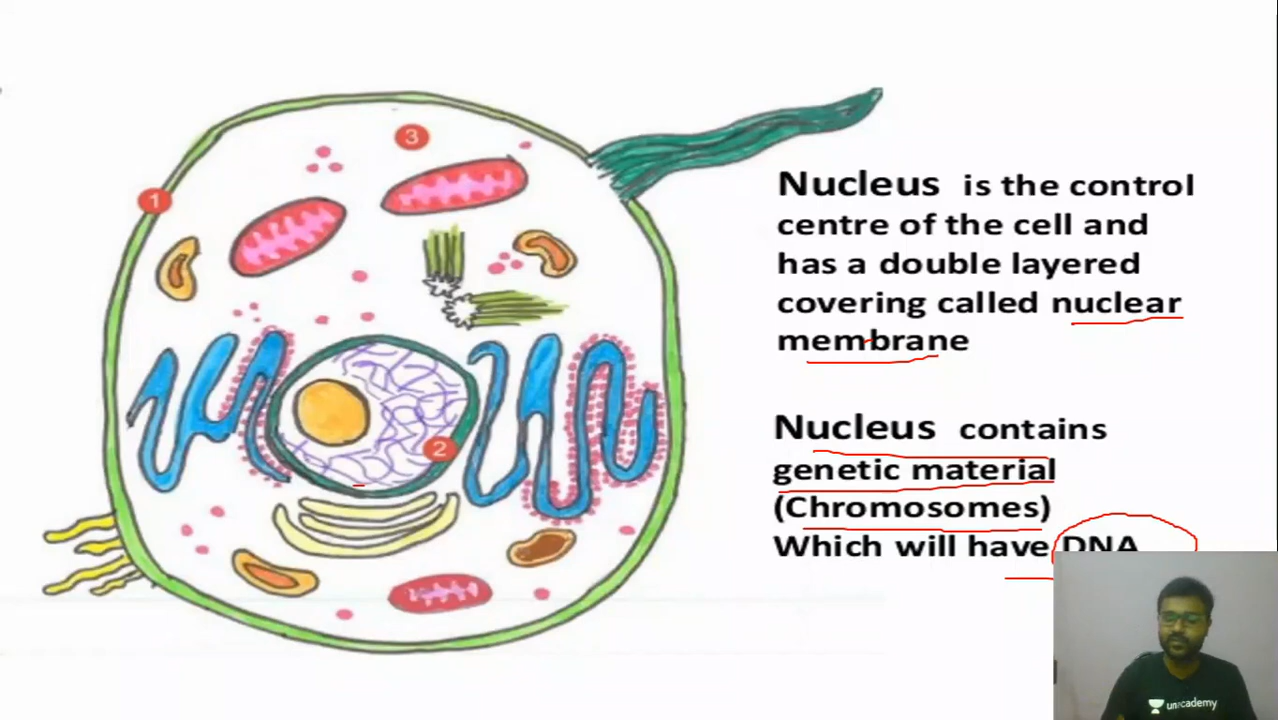 3
1
2
Nucleus is the control
centre of the cell and
has a double layered
covering called nuclear
membrane
Nucleus contains
genetic material
(Chromosomes)
Which will have DNA
unacademy